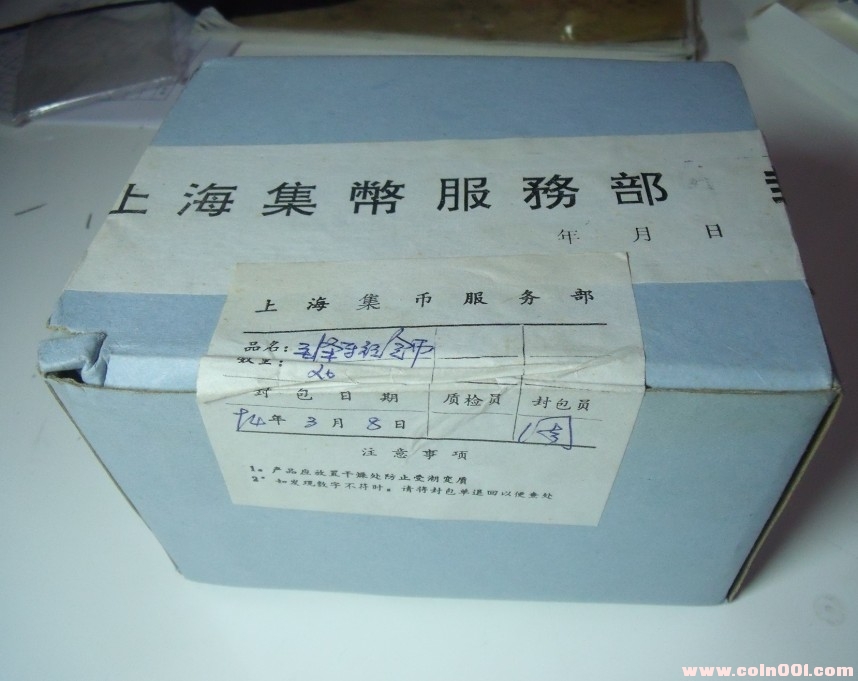 上海集幣服務部
年 月 日
上海集币服务部
品名:
数量: 26
封包日期 质检员 封包员
94年3月8日
注意事项
1。产品应放置干燥处防止受潮变质
2。如发现数字不符时。请将封包单退回以便查处
www.coin001.com